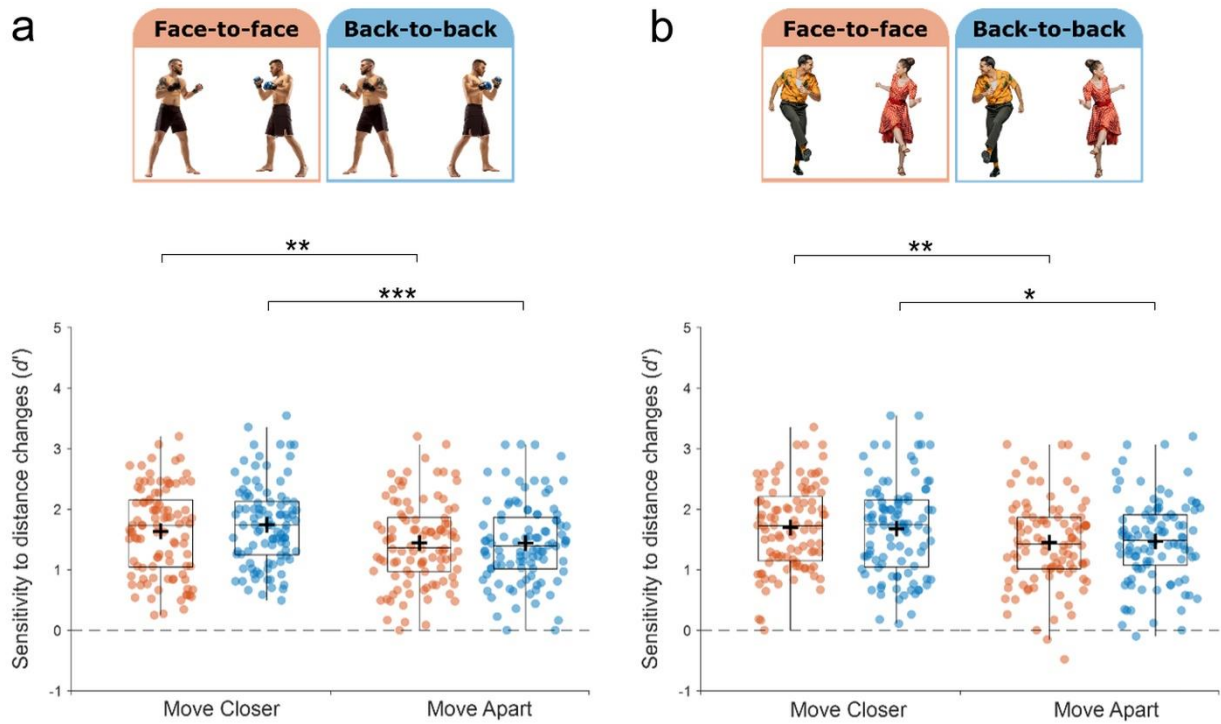 a
Face-to-face
Back-to-back
**
***
Sensitivity to distance changes (d')
5
4
3
2
1
0
-1
Move Closer
Move Apart
b
Face-to-face
Back-to-back
**
*
Sensitivity to distance changes (d')
5
4
3
2
1
0
-1
Move Closer
Move Apart